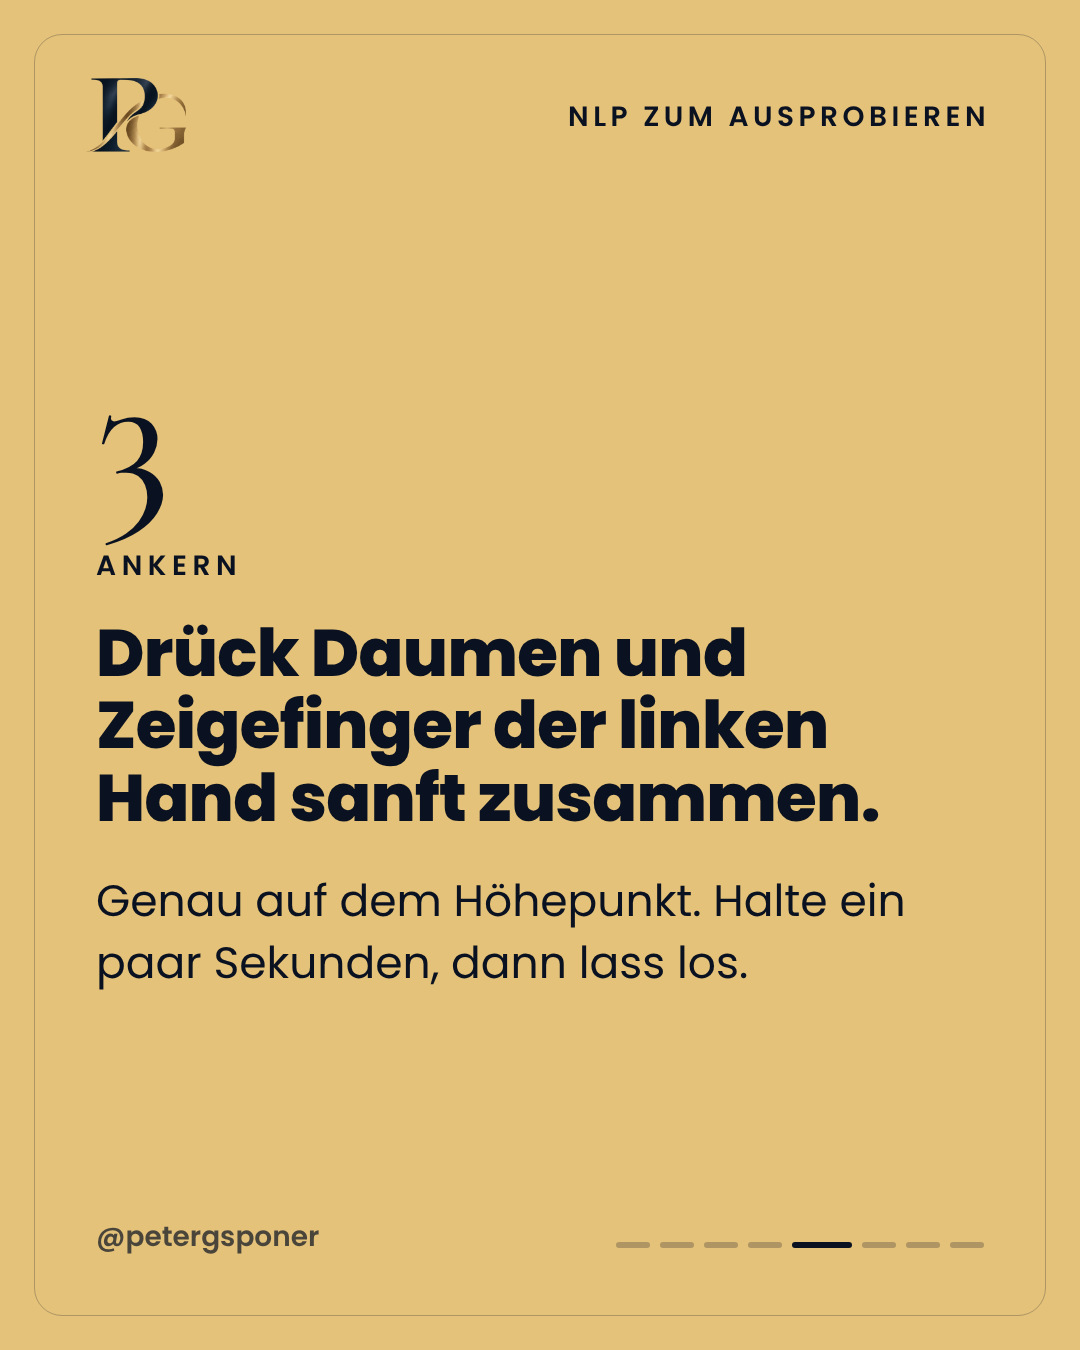 PG
NLP ZUM AUSPROBIEREN
3
ANKERN
Drück Daumen und
Zeigefinger der linken
Hand sanft zusammen.
Genau auf dem Höhepunkt. Halte ein
paar Sekunden, dann lass los.
@petergsponer